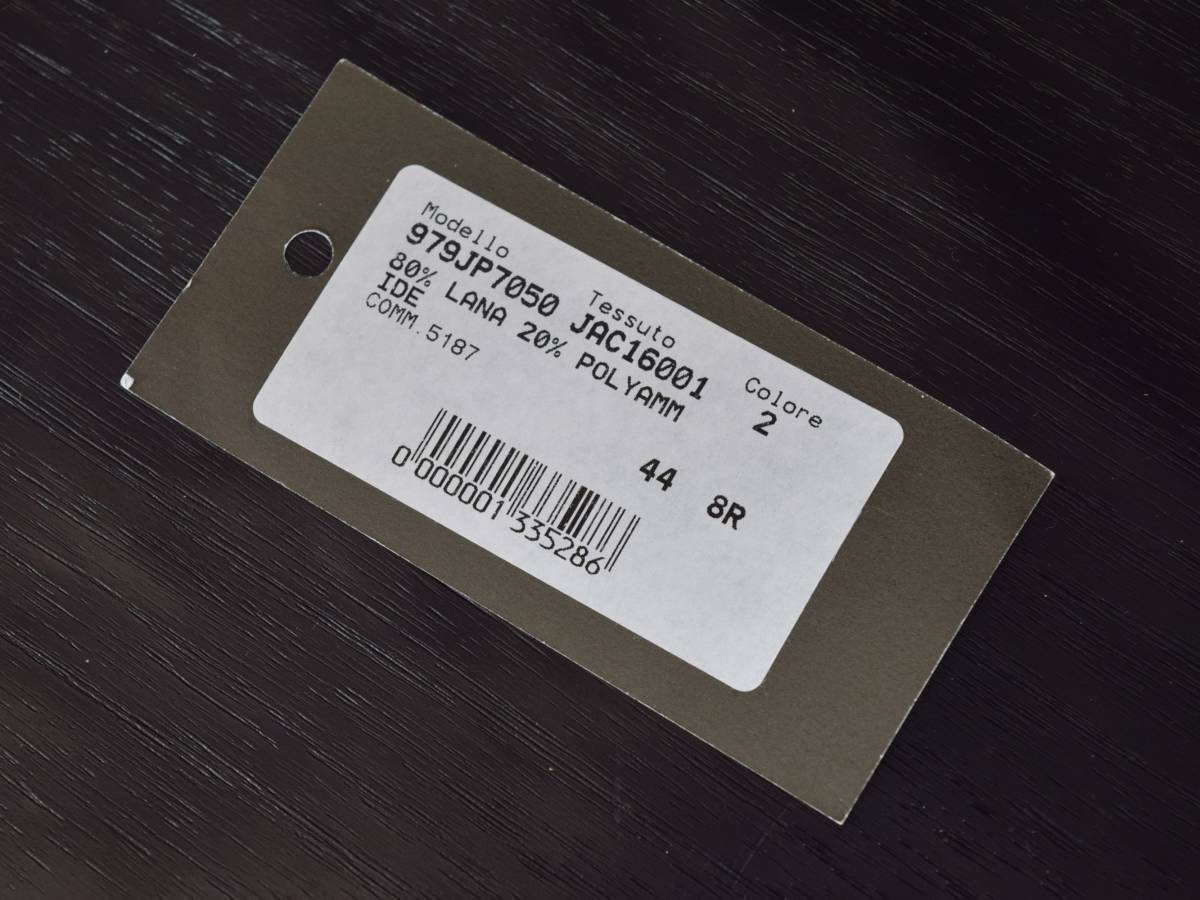 Modello Tessuto Colore
979JP7050 JAC16001 2
80% LANA 20% POLYAMM
IDE
COMM.5187
44 8R
0 000001 335286